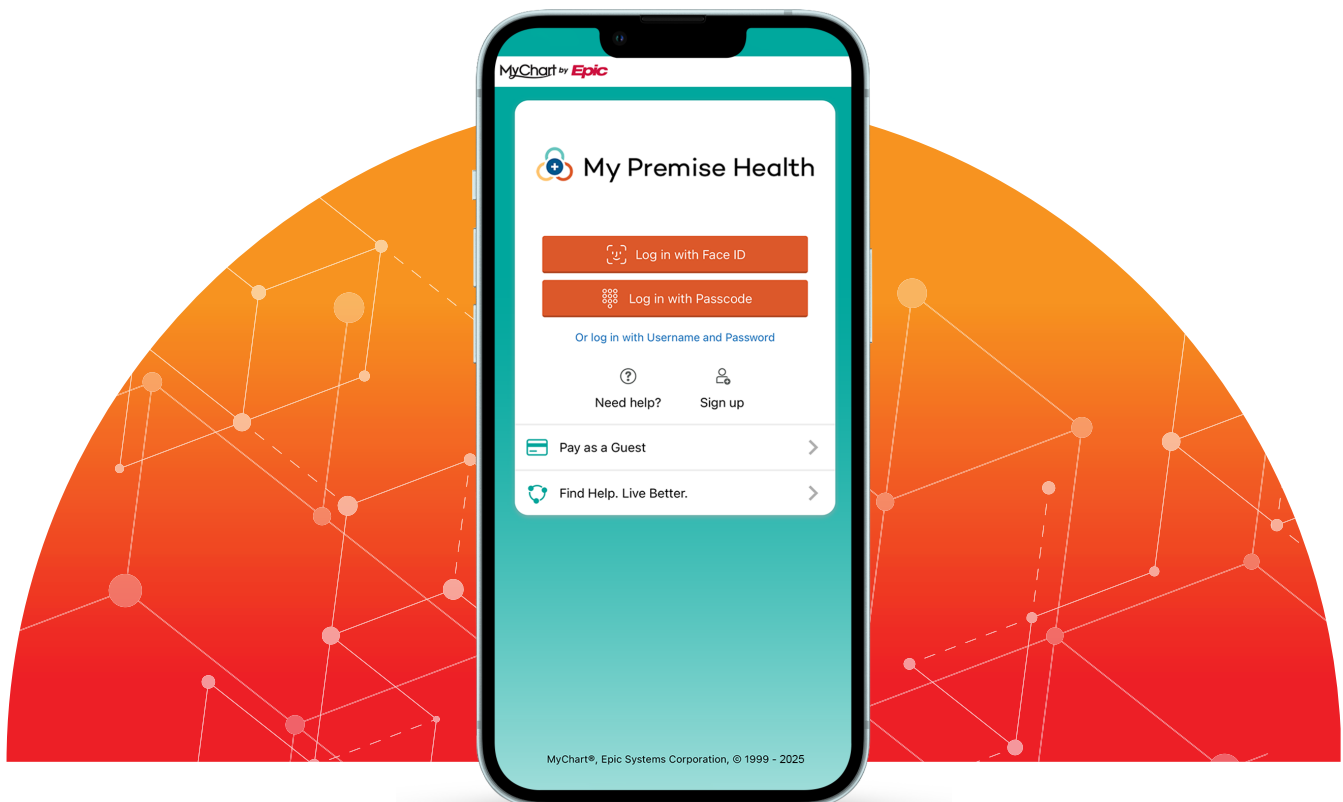 MyChart by Epic
My Premise Health
Log in with Face ID
Log in with Passcode
Or log in with Username and Password
Need help?
Sign up
Pay as a Guest
Find Help. Live Better.
MyChart®, Epic Systems Corporation, © 1999 - 2025